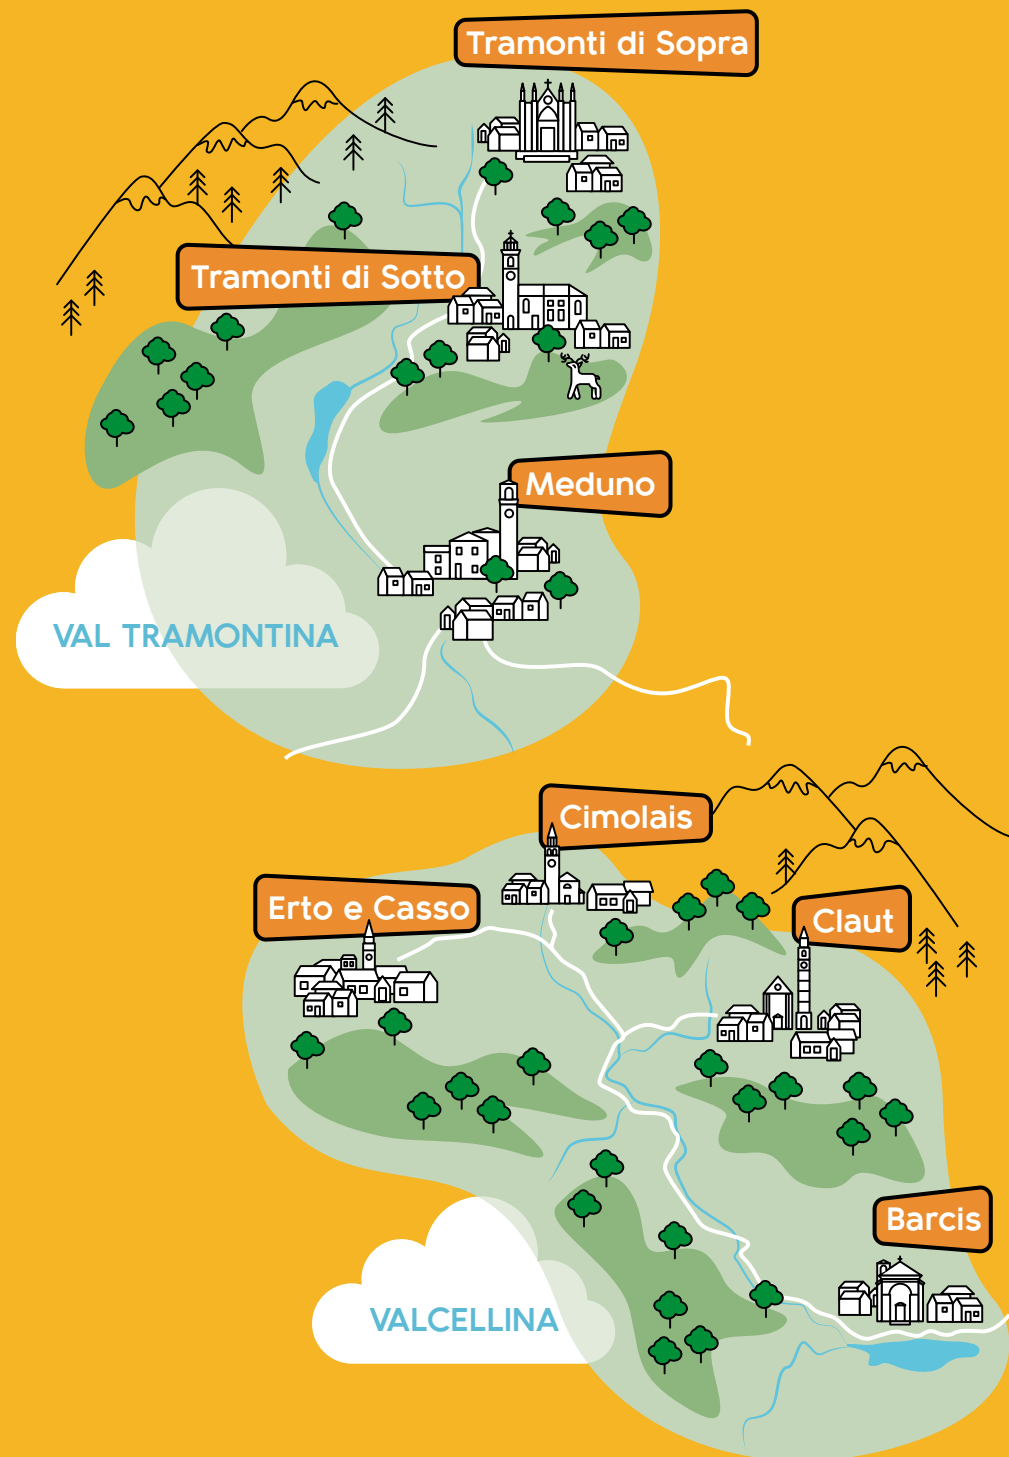 Tramonti di Sopra
Tramonti di Sotto
Meduno
VAL TRAMONTINA
Cimolais
Erto e Casso
Claut
Barcis
VALCELLINA